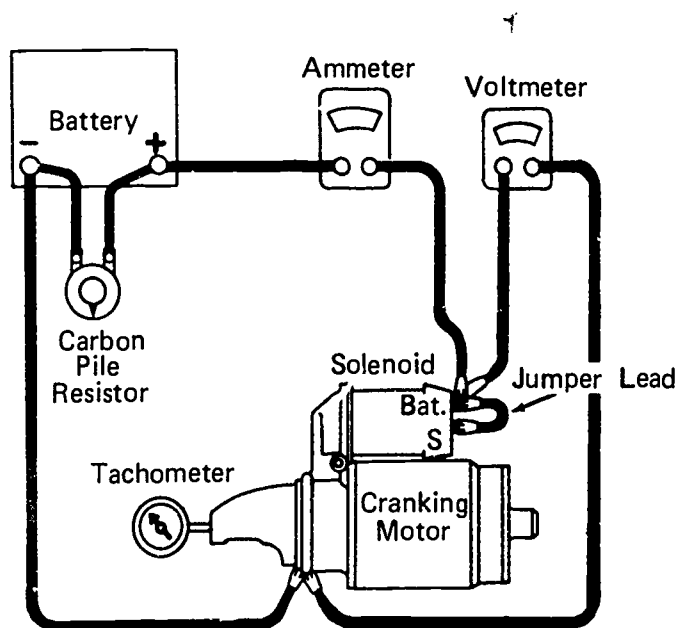 Ammeter
Voltmeter
Battery
- +
Carbon
Pile
Resistor
Solenoid
Jumper Lead
Bat.
S
Tachometer
Cranking
Motor